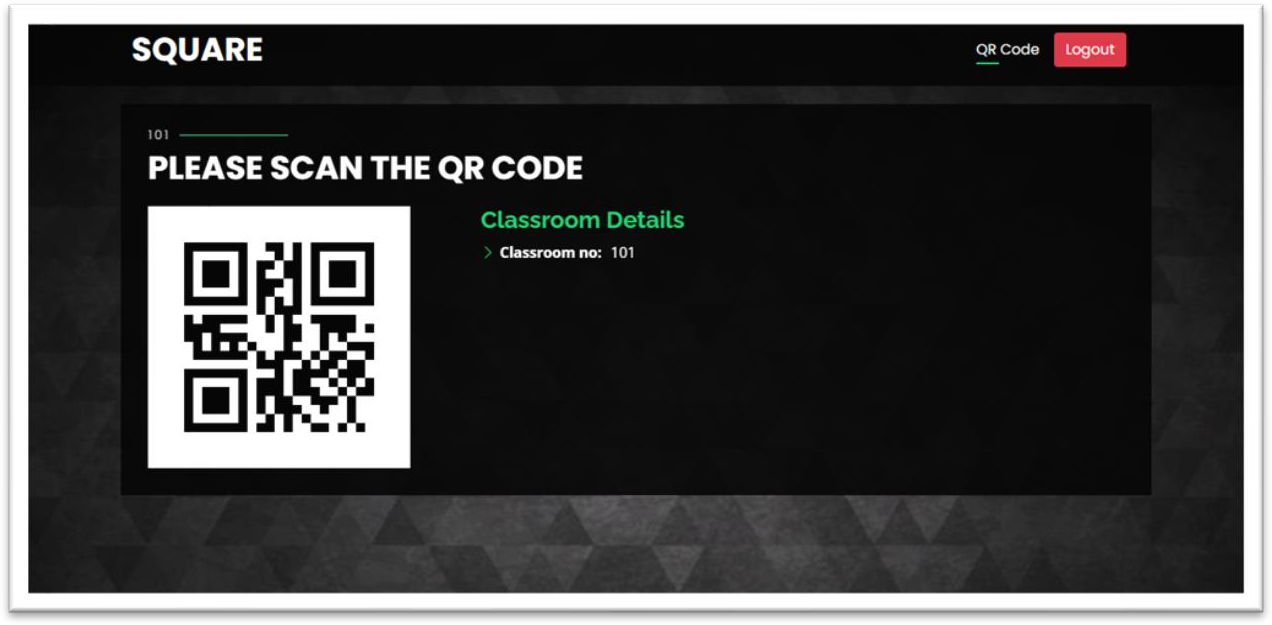 SQUARE
QR Code
Logout
101
PLEASE SCAN THE QR CODE
Classroom Details
Classroom no: 101